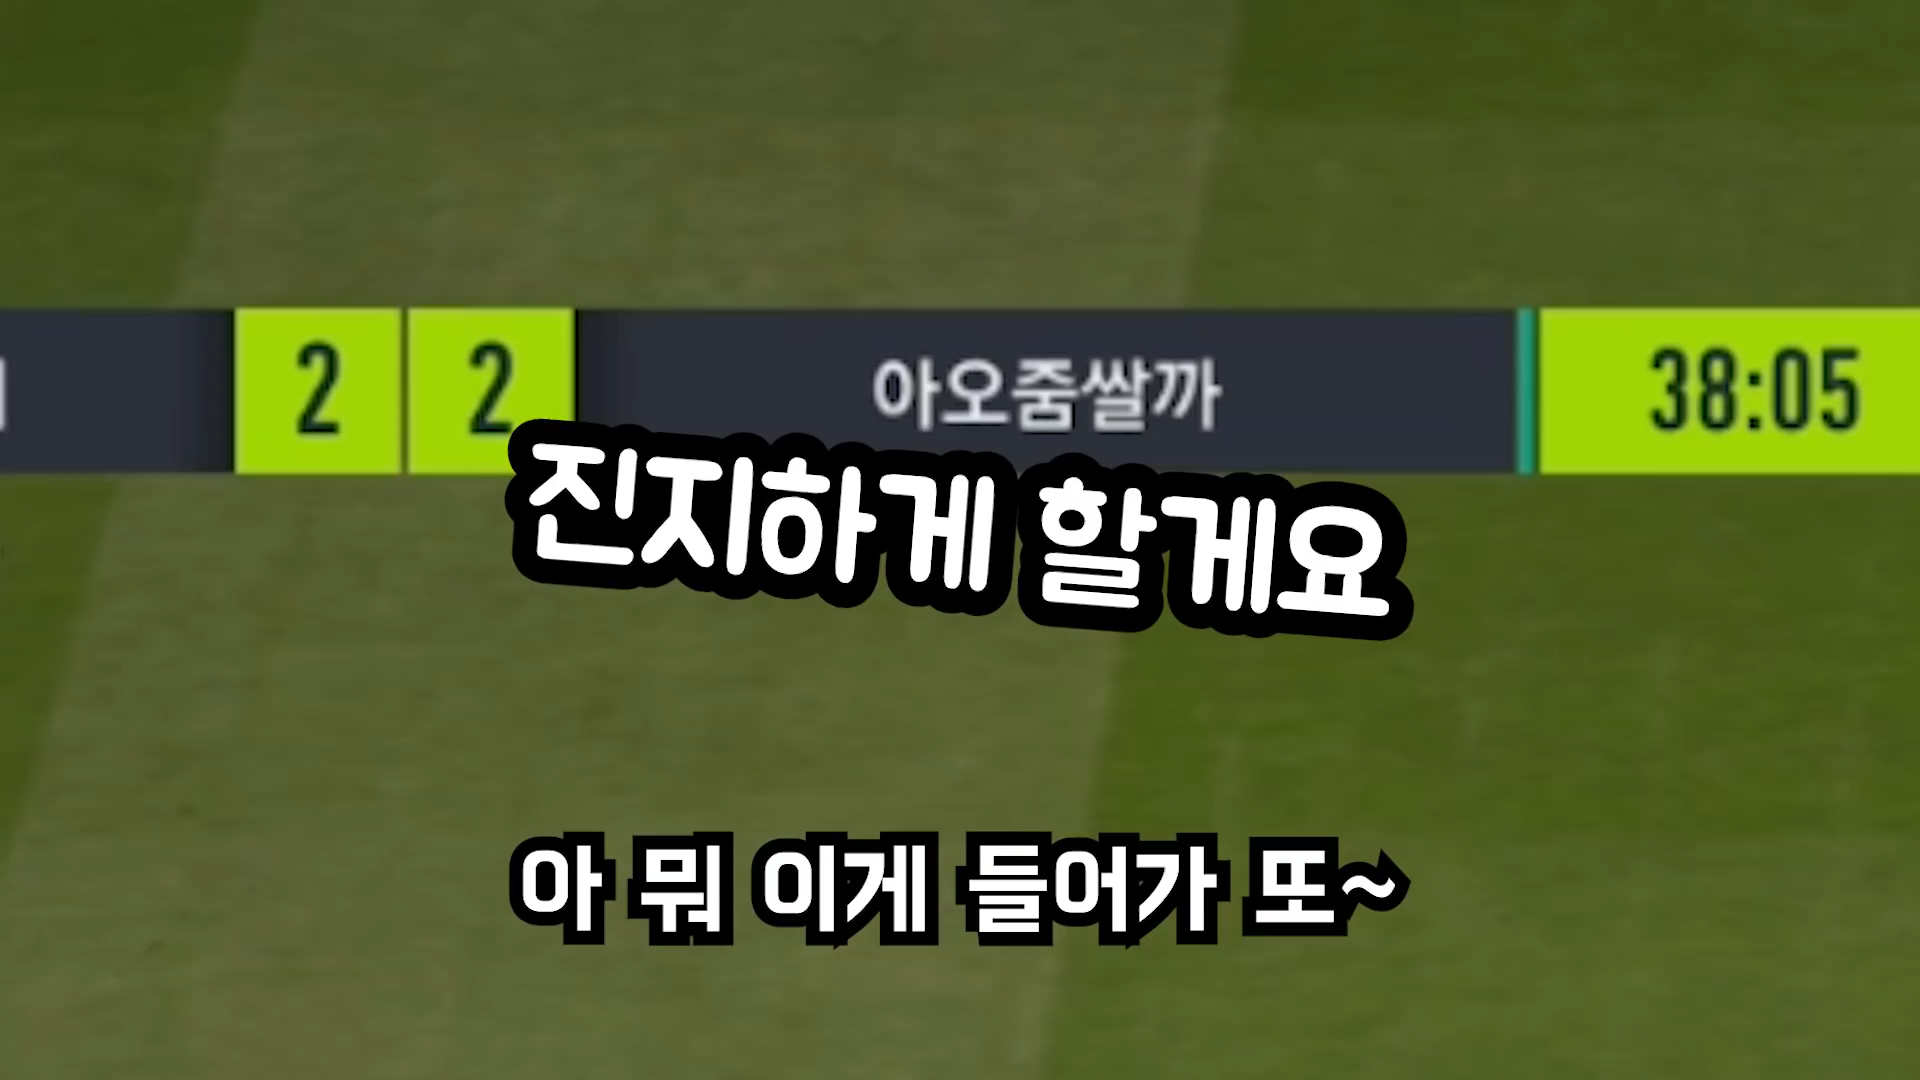 2 2 아오줌쌀까 38:05
진지하게 할게요
아 뭐 이게 들어가 또~